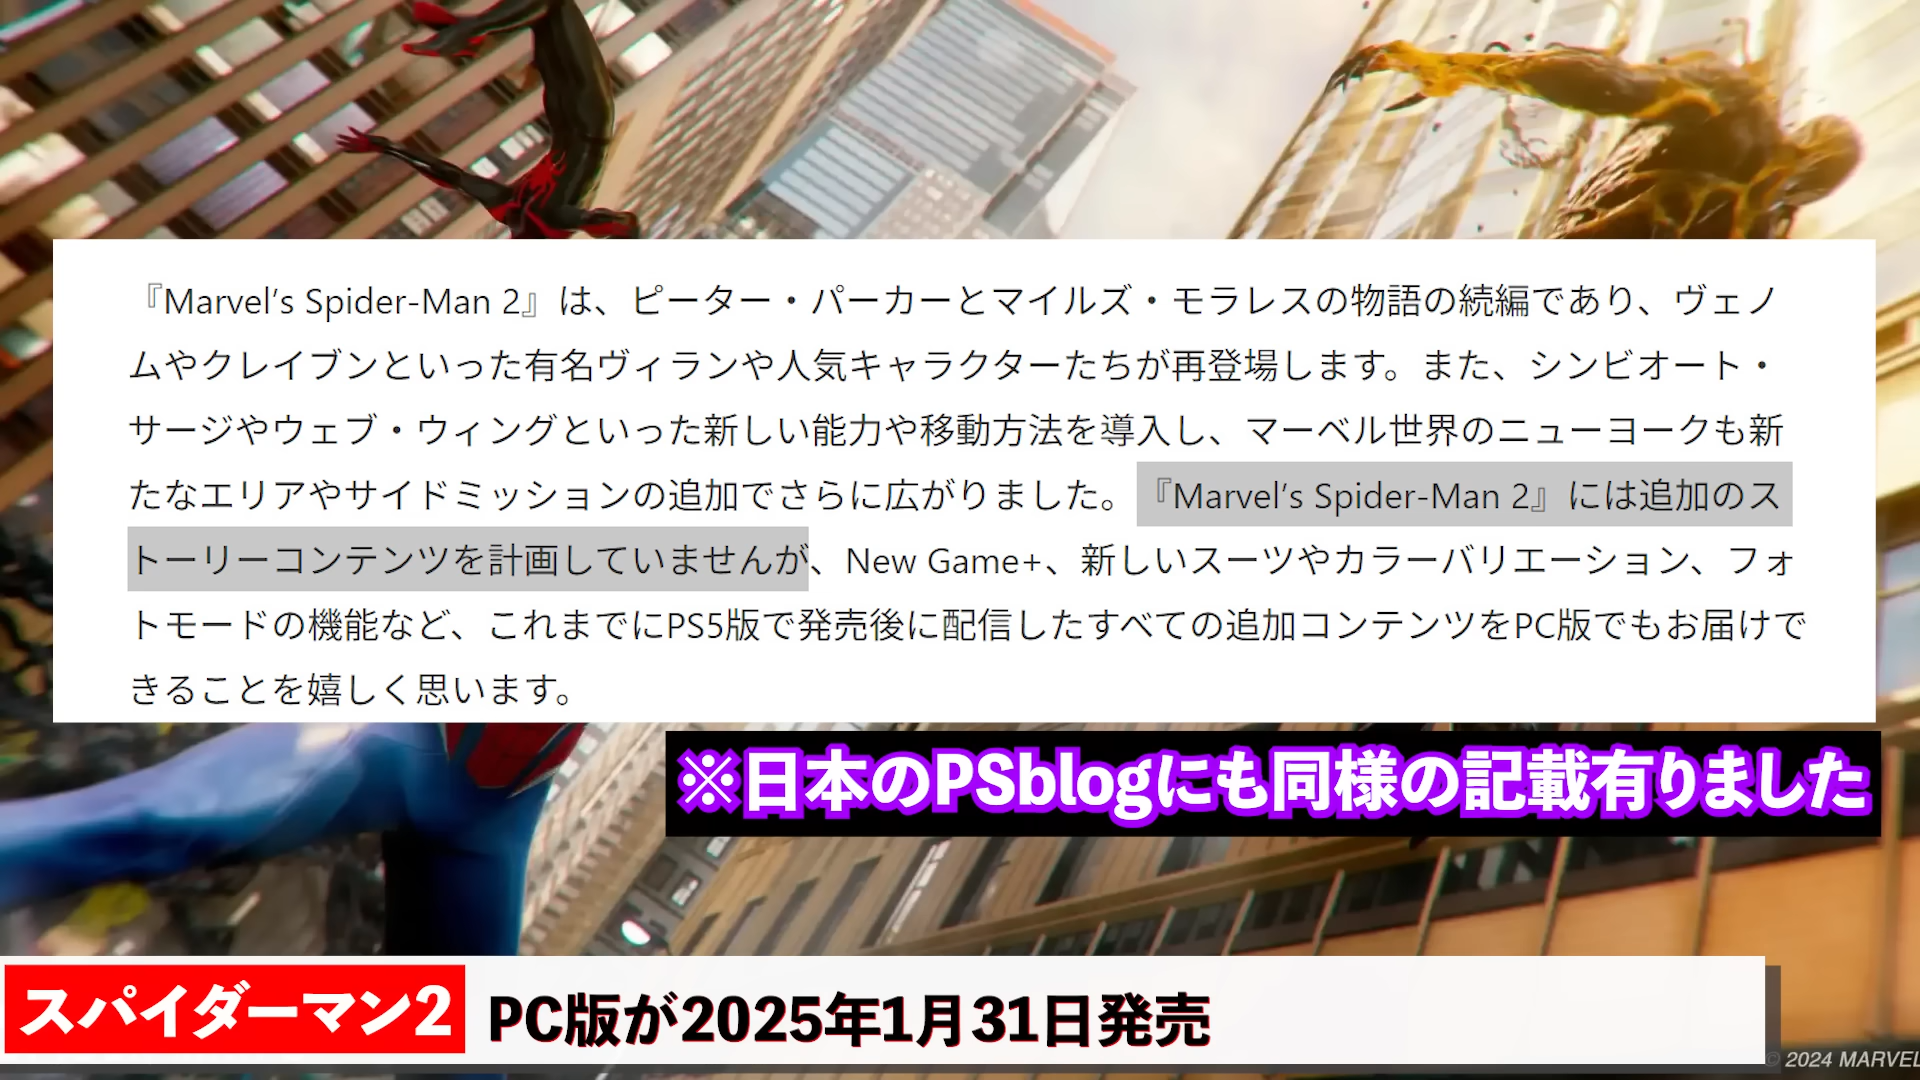 『Marvel’s Spider-Man 2』は、ピーター・パーカーとマイルズ・モラレスの物語の続編であり、ヴェノ
ムやクレイブンといった有名ヴィランや人気キャラクターたちが再登場します。また、シンビオート・
サージやウェブ・ウィングといった新しい能力や移動方法を導入し、マーベル世界のニューヨークも新
たなエリアやサイドミッションの追加でさらに広がりました。『Marvel’s Spider-Man 2』には追加のス
トーリーコンテンツを計画していませんが、New Game+、新しいスーツやカラーバリエーション、フォ
トモードの機能など、これまでにPS5版で発売後に配信したすべての追加コンテンツをPC版でもお届けで
きることを嬉しく思います。
※日本のPSblogにも同様の記載有りました
スパイダーマン2
PC版が2025年1月31日発売
© 2024 MARVEL